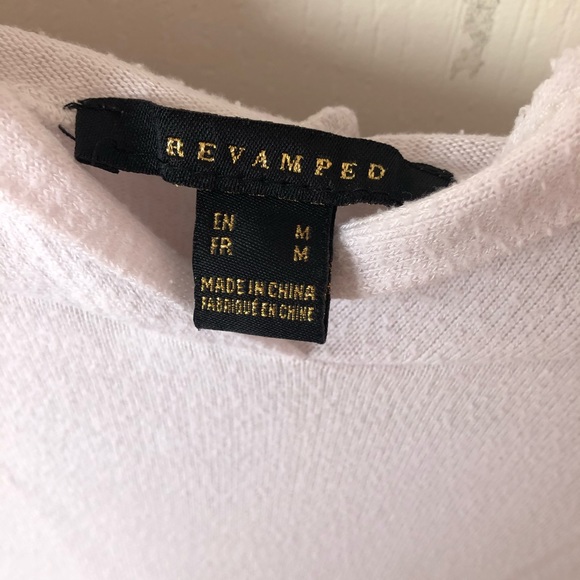 REVAMPED
EN M
FR M
MADE IN CHINA
FABRIQUÉ EN CHINE